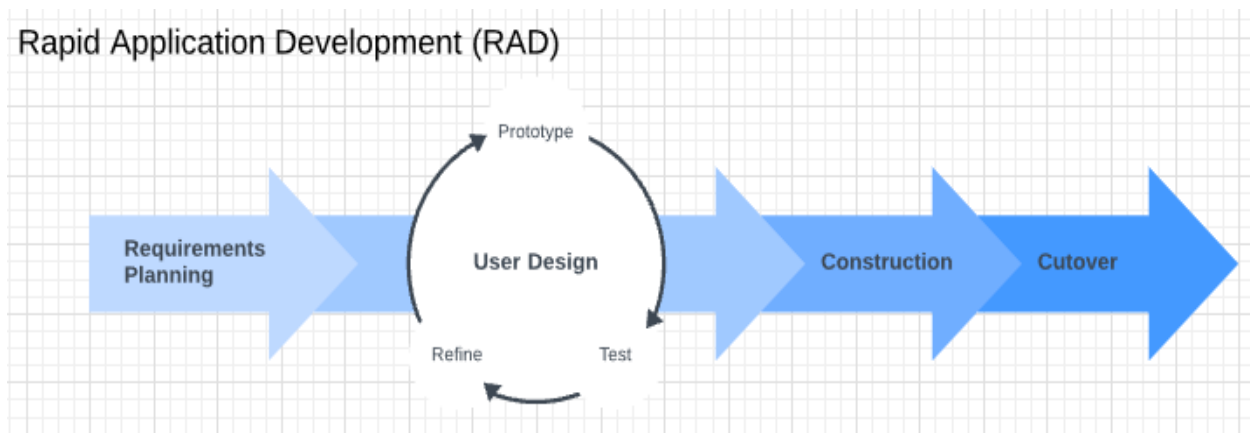 Rapid Application Development (RAD)
Prototype
Requirements
Planning
User Design
Construction
Cutover
Refine
Test